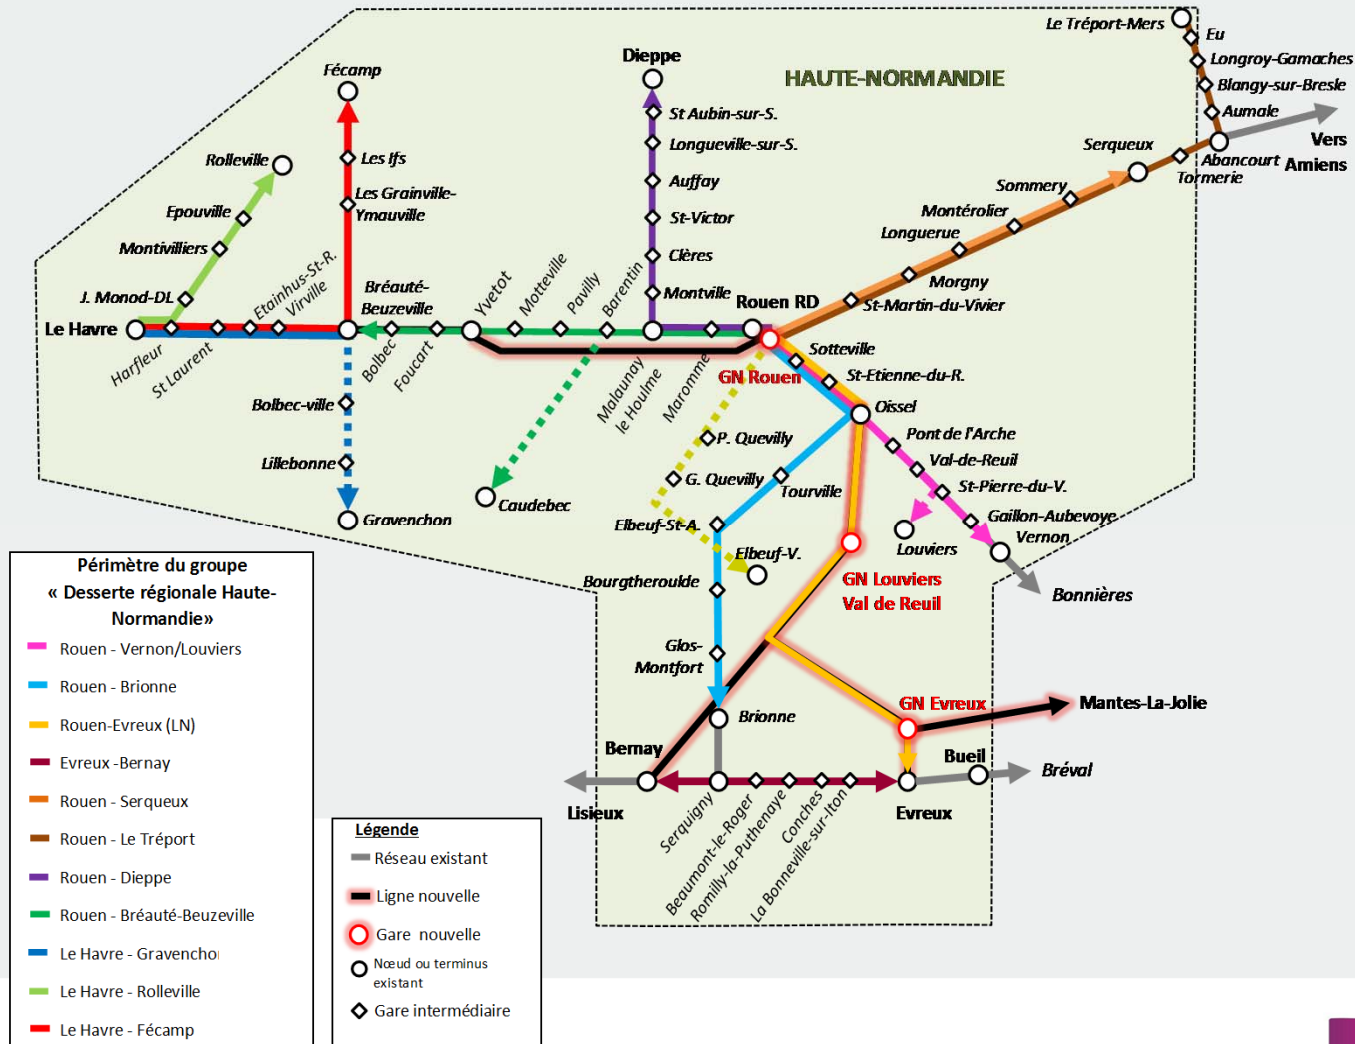 Le Tréport-Mers
Eu
Longroy-Gamaches
Blangy-sur-Bresle
Aumale
Vers
Amiens
Abancourt
Tormerie
Serqueux
Sommery
Montérolier
Longuerue
Morgny
St-Martin-du-Vivier
HAUTE-NORMANDIE
Dieppe
St Aubin-sur-S.
Longueville-sur-S.
Auffay
St-Victor
Clères
Montville
Rouen RD
Fécamp
Les Ifs
Les Grainville-
Ymauville
Rolleville
Epouville
Montivilliers
J. Monod-DL
Le Havre
Harfleur
St Laurent
Etainhus-St-R.
Virville
Bréauté-
Beuzeville
Bolbec
Foucart
Yvetot
Motteville
Pavilly
Barentin
Malaunay
le Houlme
Maromme
GN Rouen
Sotteville
St-Etienne-du-R.
Oissel
Pont de l'Arche
Val-de-Reuil
St-Pierre-du-V.
Gaillon-Aubevoye
Vernon
Louviers
Bonnières
Bolbec-ville
Lillebonne
Gravenchon
Caudebec
P. Quevilly
G. Quevilly
Tourville
Elbeuf-St-A.
Elbeuf-V.
Bourgtheroulde
Glos-
Montfort
Brionne
GN Louviers
Val de Reuil
GN Evreux
Mantes-La-Jolie
Bernay
Lisieux
Serquigny
Beaumont-le-Roger
Romilly-la-Puthenaye
Conches
La Bonneville-sur-Iton
Evreux
Bueil
Bréval
Périmètre du groupe
« Desserte régionale Haute-
Normandie»
Rouen - Vernon/Louviers
Rouen - Brionne
Rouen-Evreux (LN)
Evreux -Bernay
Rouen - Serqueux
Rouen - Le Tréport
Rouen - Dieppe
Rouen - Bréauté-Beuzeville
Le Havre - Gravenchon
Le Havre - Rolleville
Le Havre - Fécamp
Légende
Réseau existant
Ligne nouvelle
Gare nouvelle
Nœud ou terminus
existant
Gare intermédiaire